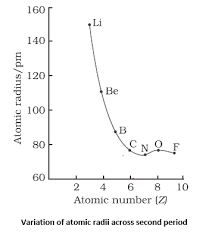 160
Li
140
120
Be
100
B
80
C N O F
60
2 4 6 8 10
Atomic radius/pm
Atomic number (Z)
Variation of atomic radii across second period